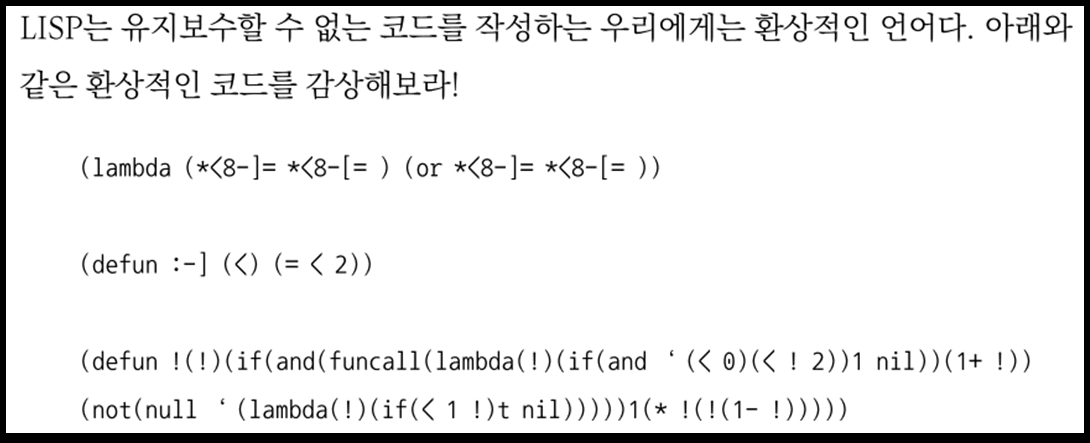 LISP는 유지보수할 수 없는 코드를 작성하는 우리에게는 환상적인 언어다. 아래와
같은 환상적인 코드를 감상해보라!
(lambda (*<8-]= *<8-[= ) (or *<8-]= *<8-[= ))
(defun :-] (<) (= < 2))
(defun !(!)(if(and(funcall(lambda(!)(if(and ‘(< 0)(< ! 2))1 nil))(1+ !))
(not(null ‘(lambda(!)(if(< 1 !)t nil)))))1(* !(!(1- !)))))